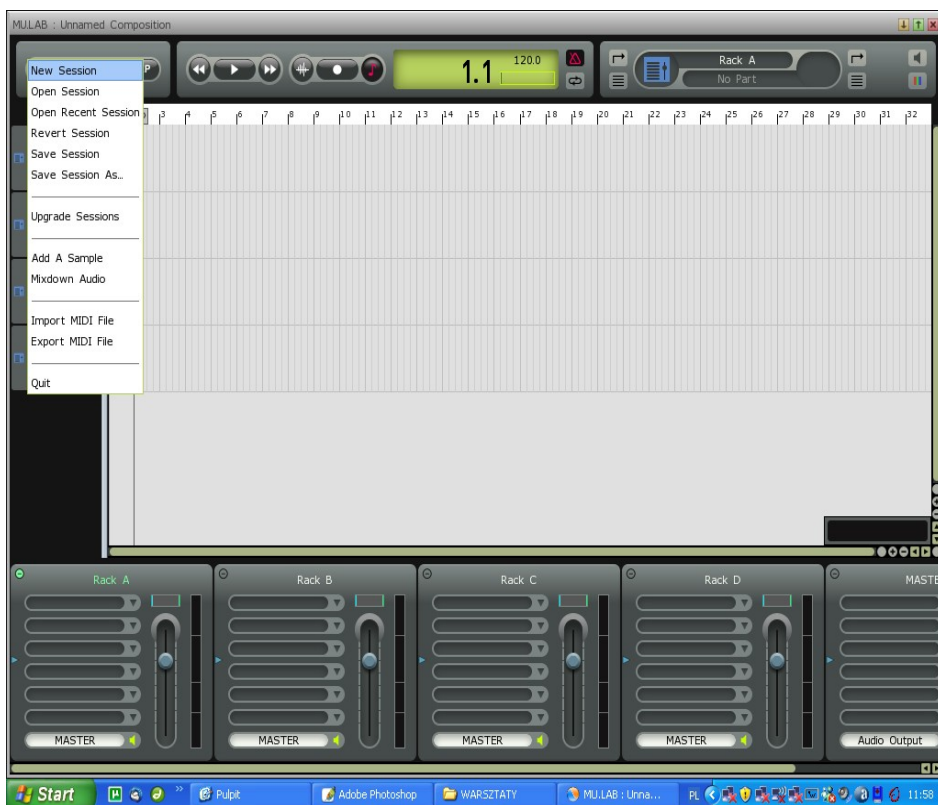 MU.LAB : Unnamed Composition
New Session
Open Session
Open Recent Session
Revert Session
Save Session
Save Session As...
Upgrade Sessions
Add A Sample
Mixdown Audio
Import MIDI File
Export MIDI File
Quit
P
1.1
120.0
Rack A
No Part
3 4 5 6 7 8 9 10 11 12 13 14 15 16 17 18 19 20 21 22 23 24 25 26 27 28 29 30 31 32
Rack A Rack B Rack C Rack D MASTE
MASTER MASTER MASTER MASTER Audio Output
Start Pulpit Adobe Photoshop WARSZTATY MU.LAB : Unna... PL 11:58